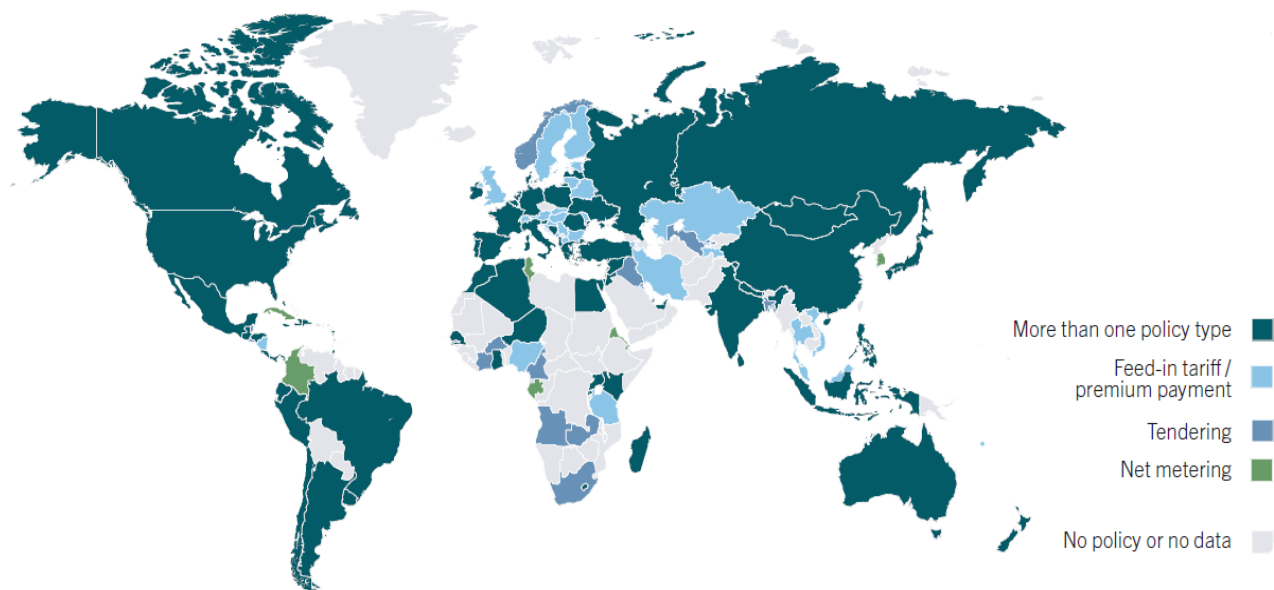 More than one policy type
Feed-in tariff /
premium payment
Tendering
Net metering
No policy or no data